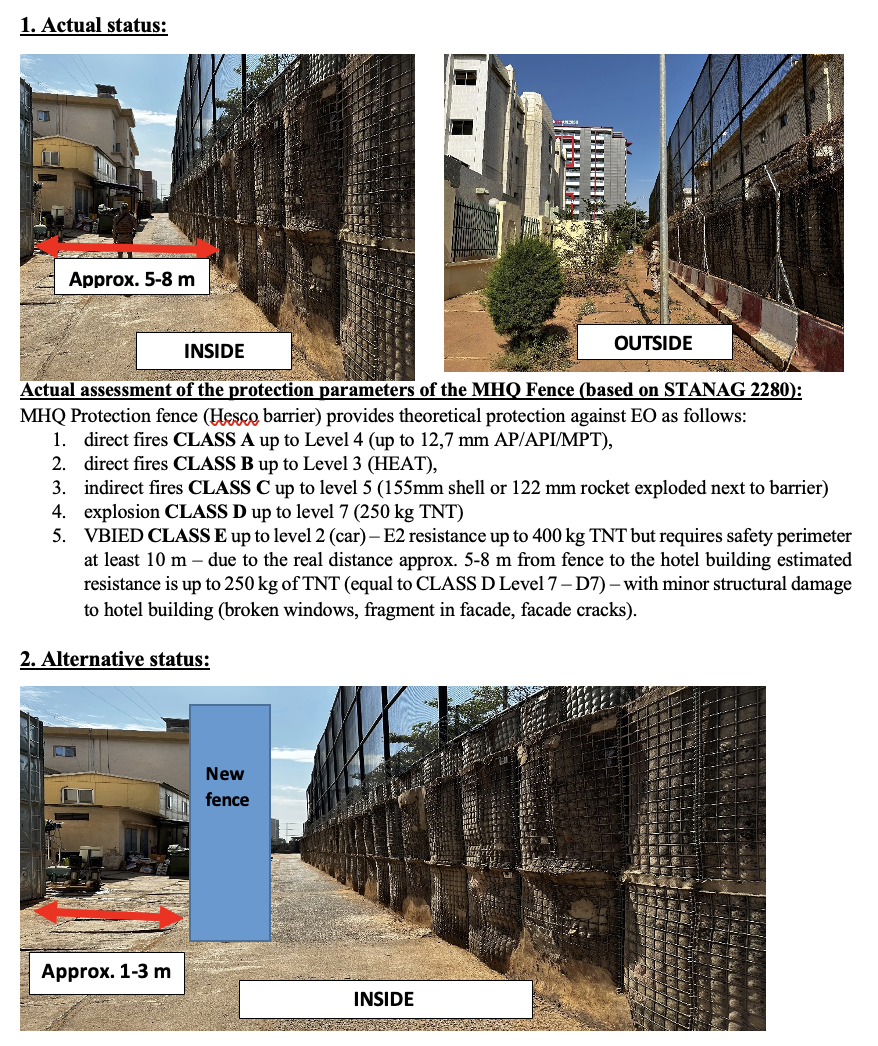 1. Actual status:
Approx. 5-8 m
INSIDE
OUTSIDE
Actual assessment of the protection parameters of the MHQ Fence (based on STANAG 2280):
MHQ Protection fence (Hesco barrier) provides theoretical protection against EO as follows:
1. direct fires CLASS A up to Level 4 (up to 12,7 mm AP/API/MPT),
2. direct fires CLASS B up to Level 3 (HEAT),
3. indirect fires CLASS C up to level 5 (155mm shell or 122 mm rocket exploded next to barrier)
4. explosion CLASS D up to level 7 (250 kg TNT)
5. VBIED CLASS E up to level 2 (car) – E2 resistance up to 400 kg TNT but requires safety perimeter
at least 10 m – due to the real distance approx. 5-8 m from fence to the hotel building estimated
resistance is up to 250 kg of TNT (equal to CLASS D Level 7 – D7) – with minor structural damage
to hotel building (broken windows, fragment in facade, facade cracks).
2. Alternative status:
New
fence
Approx. 1-3 m
INSIDE